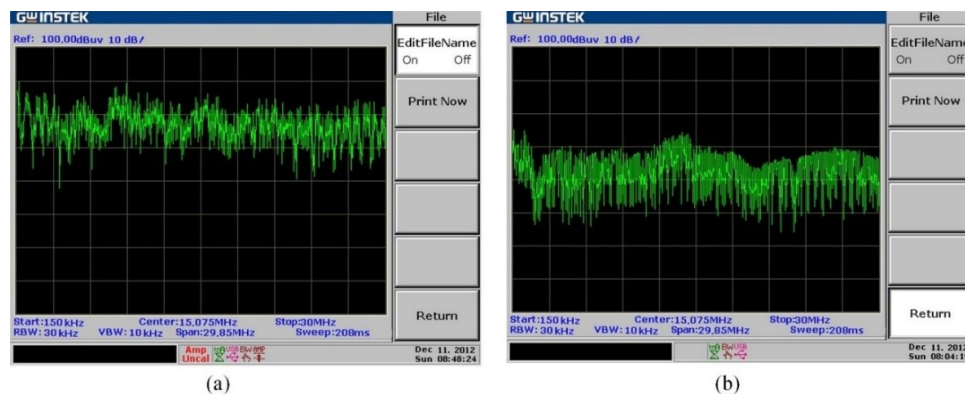 GWINSTEK
File
Ref: 100,00dBuv 10 dB/
EditFileName
On Off
Print Now
Return
Start:150kHz Center:15,075MHz Stop:30MHz
RBW:30kHz VBW:10kHz Span:29,85MHz Sweep:208ms
Amp
Uncal
Dec 11, 2012
Sun 08:48:24
(a)
GWINSTEK
File
Ref: 100,00dBuv 10 dB/
EditFileName
On Off
Print Now
Return
Start:150kHz Center:15,075MHz Stop:30MHz
RBW:30kHz VBW:10kHz Span:29,85MHz Sweep:208ms
Dec 11, 2012
Sun 08:04:1
(b)